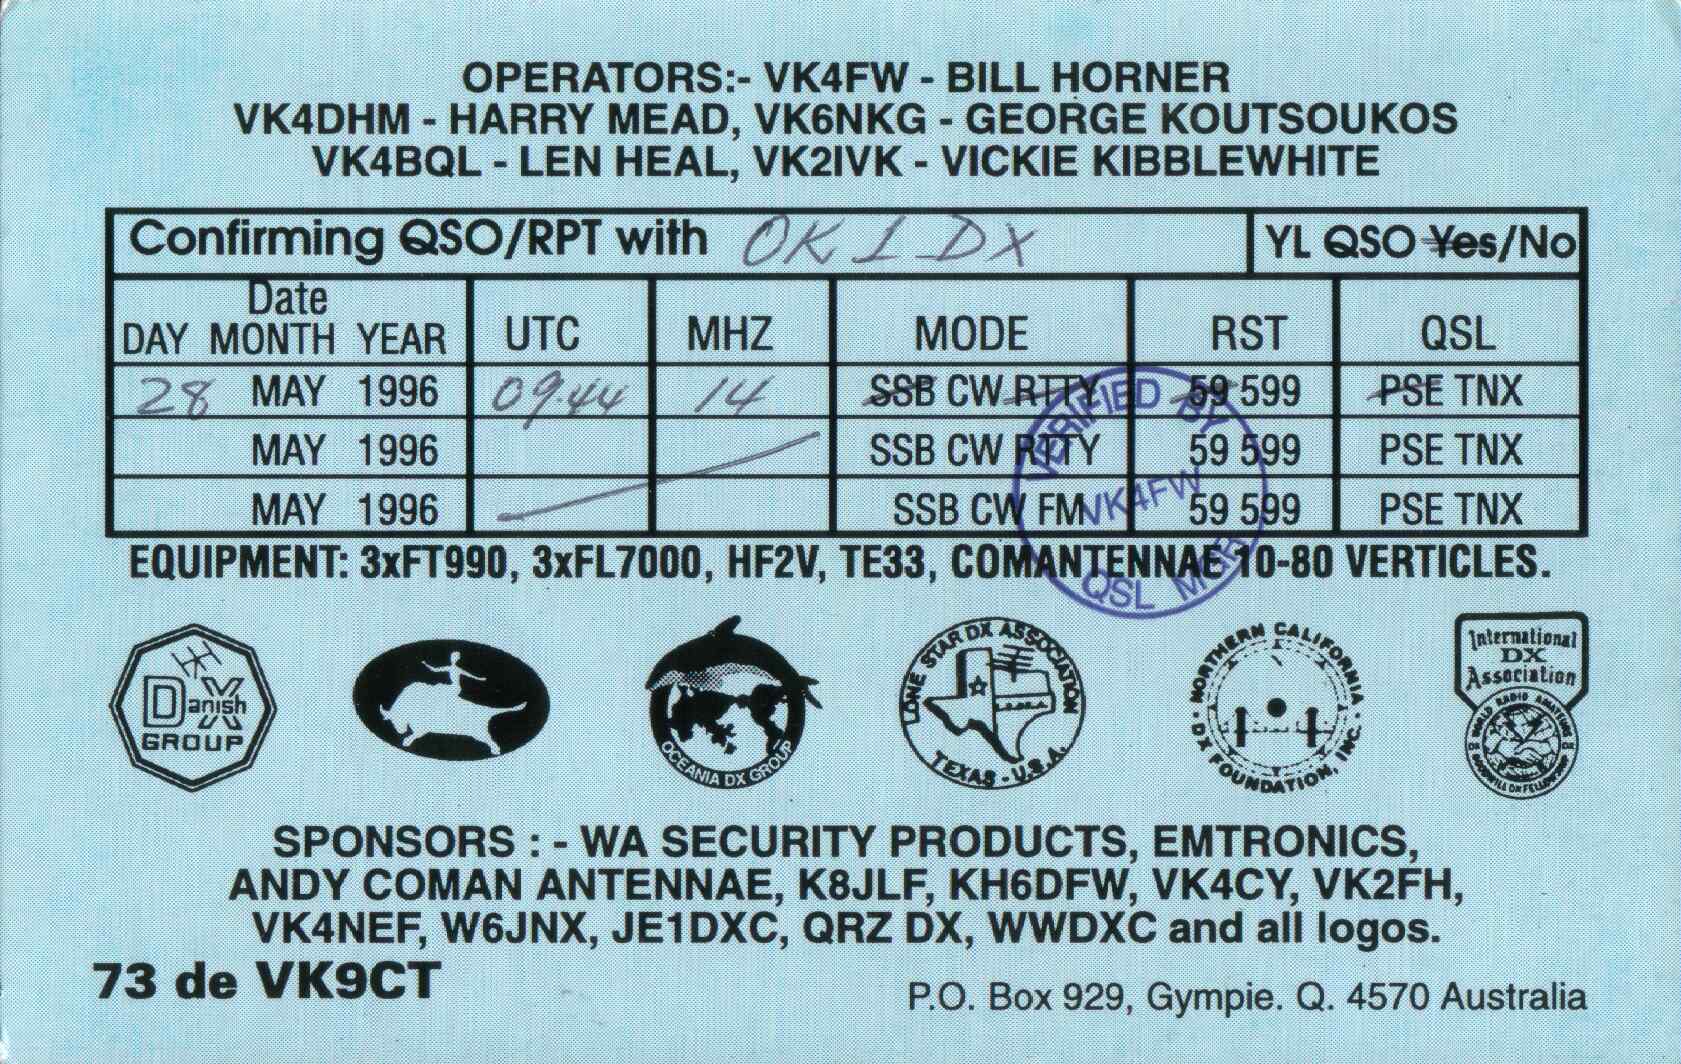 OPERATORS:- VK4FW - BILL HORNER
VK4DHM - HARRY MEAD, VK6NKG - GEORGE KOUTSOUKOS
VK4BQL - LEN HEAL, VK2IVK - VICKIE KIBBLEWHITE
Confirming QSO/RPT with OK1DX YL QSO Yes/No
Date
DAY MONTH YEAR UTC MHZ MODE RST QSL
28 MAY 1996 09.44 14 SSB CW RTTY 59 599 PSE TNX
MAY 1996 SSB CW RTTY 59 599 PSE TNX
MAY 1996 SSB CW FM 59 599 PSE TNX
VERIFIED BY
VK4FW
QSL MGR
EQUIPMENT: 3xFT990, 3xFL7000, HF2V, TE33, COMANTENNAE 10-80 VERTICLES.
DX
Danish
GROUP
OCEANIA DX GROUP
LONE STAR DX ASSOCIATION
TEXAS - U.S.A.
NORTHERN CALIFORNIA
DX FOUNDATION, INC.
International
DX
Association
WORLD RADIO AMATEURS
SPONSORS : - WA SECURITY PRODUCTS, EMTRONICS,
ANDY COMAN ANTENNAE, K8JLF, KH6DFW, VK4CY, VK2FH,
VK4NEF, W6JNX, JE1DXC, QRZ DX, WWDXC and all logos.
73 de VK9CT
P.O. Box 929, Gympie. Q. 4570 Australia